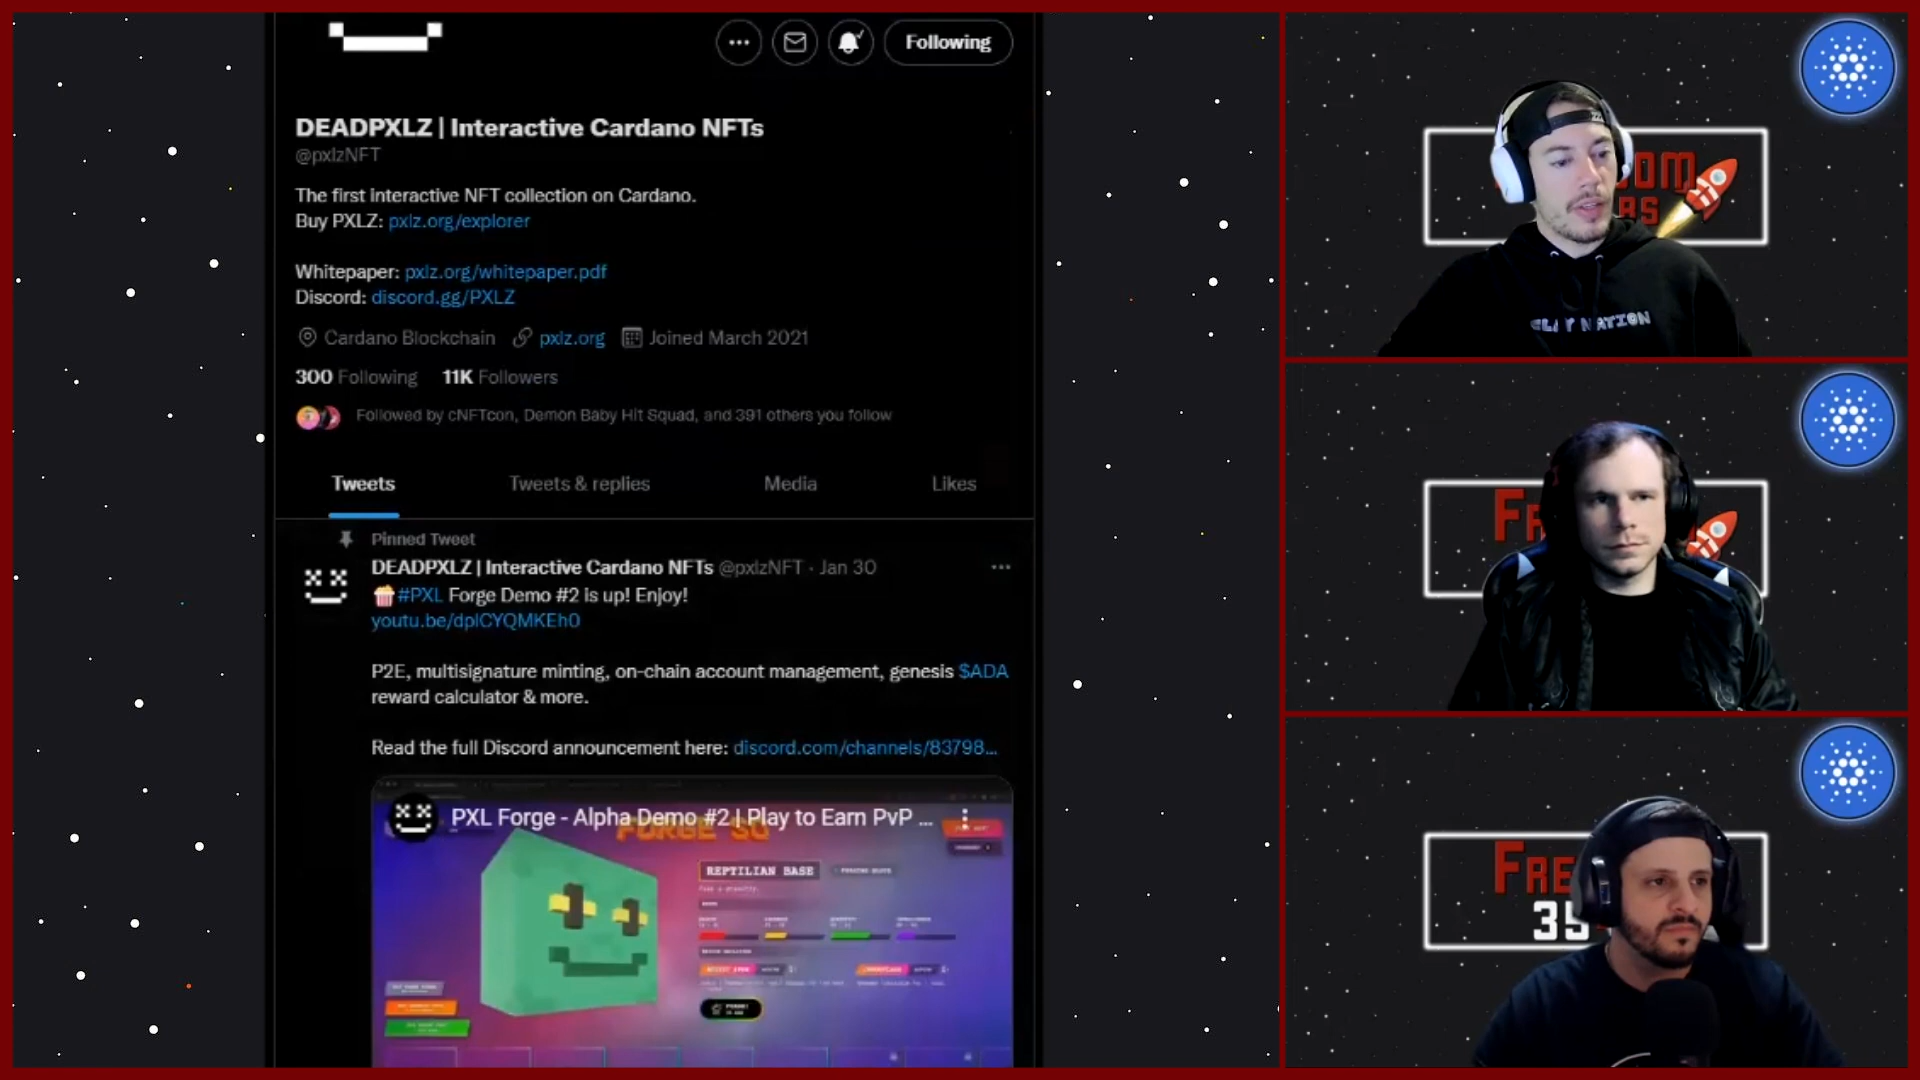 Following
DEADPXLZ | Interactive Cardano NFTs
@pxlzNFT
The first interactive NFT collection on Cardano.
Buy PXLZ: pxlz.org/explorer
Whitepaper: pxlz.org/whitepaper.pdf
Discord: discord.gg/PXLZ
Cardano Blockchain pxlz.org Joined March 2021
300 Following 11K Followers
Followed by cNFTcon, Demon Baby Hit Squad, and 391 others you follow
Tweets Tweets & replies Media Likes
Pinned Tweet
DEADPXLZ | Interactive Cardano NFTs @pxlzNFT · Jan 30
#PXL Forge Demo #2 is up! Enjoy!
youtu.be/dplCYQMKEh0
P2E, multisignature minting, on-chain account management, genesis $ADA
reward calculator & more.
Read the full Discord announcement here: discord.com/channels/83798...
PXL Forge - Alpha Demo #2 | Play to Earn PvP ...
REPTILIAN BASE
CLAY NATION
35